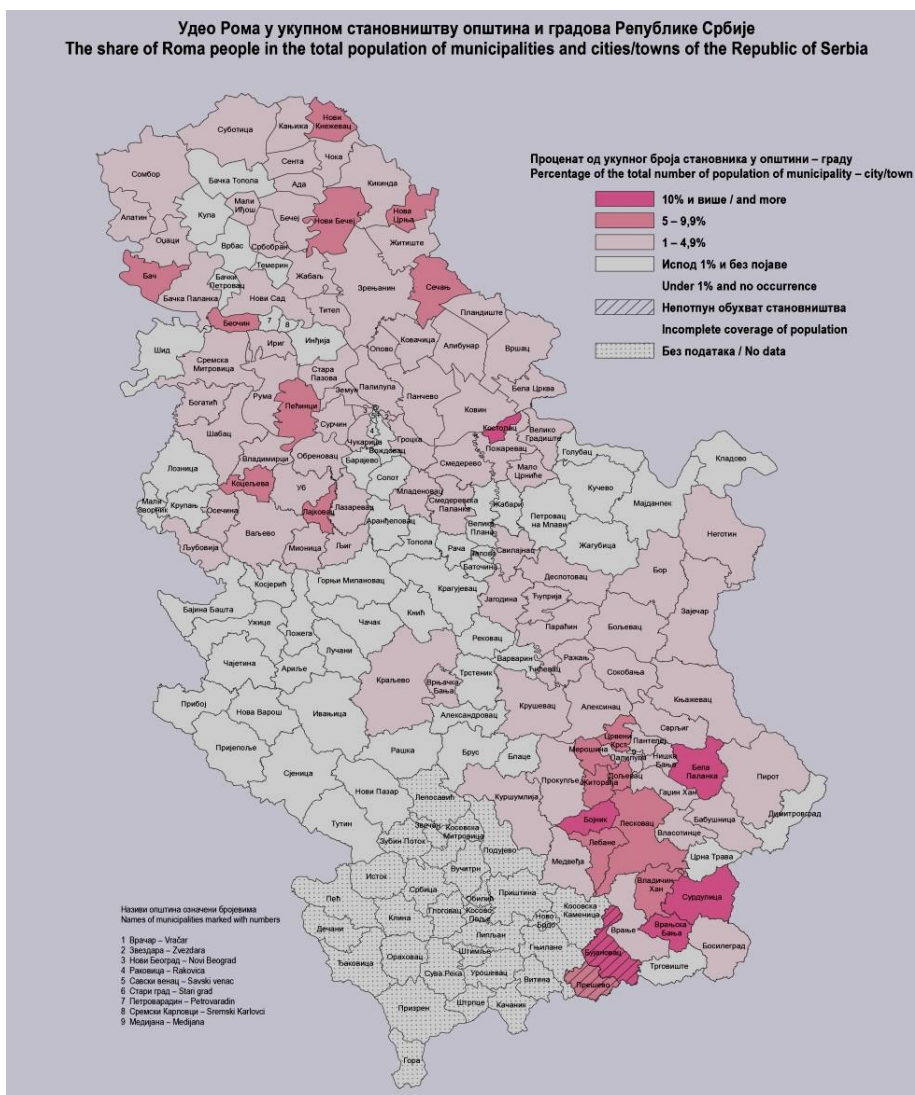 Удео Рома у укупном становништву општина и градова Републике Србије
The share of Roma people in the total population of municipalities and cities/towns of the Republic of Serbia
Проценат од укупног броја становника у општини – граду
Percentage of the total number of population of municipality – city/town
10% и више / and more
5 – 9,9%
1 – 4,9%
Испод 1% и без појаве
Under 1% and no occurrence
Непотпун обухват становништва
Incomplete coverage of population
Без података / No data
Суботица
Кањижа
Нови
Кнежевац
Сомбор
Бачка Топола
Сента
Чока
Ада
Кикинда
Мали
Иђош
Апатин
Кула
Бечеј
Нови Бечеј
Нова
Црња
Оџаци
Врбас
Србобран
Житиште
Бач
Темерин
Бачки
Петровац
Жабаљ
Зрењанин
Сечањ
Бачка Паланка
Нови Сад
Тител
Пландиште
Беочин
7
8
Шид
Ириг
Инђија
Опово
Ковачица
Алибунар
Вршац
Сремска
Митровица
Стара
Пазова
Земун
Палилула
Панчево
Бела Црква
Богатић
Рума
Пећинци
Ковин
Сурчин
4
Костолац
Велико
Градиште
Шабац
Чукарица
Вождовац
Гроцка
Пожаревац
Владимирци
Обреновац
Барајево
Смедерево
Мало
Црниће
Голубац
Кладово
Лозница
Коцељева
Уб
Сопот
Кучево
Мали
Зворник
Крупањ
Осечина
Лајковац
Лазаревац
Младеновац
Смедеревска
Паланка
Жабари
Петровац
на Млави
Мајданпек
Аранђеловац
Велика
Плана
Неготин
Љубовија
Ваљево
Мионица
Љиг
Топола
Рача
Лапово
Свилајнац
Жагубица
Баточина
Бор
Косјерић
Горњи Милановац
Крагујевац
Деспотовац
Јагодина
Ћуприја
Зајечар
Бајина Башта
Кнић
Ужице
Чачак
Параћин
Бољевац
Пожега
Рековац
Лучани
Варварин
Ражањ
Чајетина
Ариље
Ћићевац
Сокобања
Краљево
Врњачка
Бања
Трстеник
Књажевац
Прибој
Нова Варош
Ивањица
Крушевац
Алексинац
Александровац
Сврљиг
Пријепоље
Рашка
Брус
Блаце
Црвени
Крст
Пантелеј
Мерошина
9
Палилула
Нишка
Бања
Бела
Паланка
Сјеница
Прокупље
Дољевац
Пирот
Нови Пазар
Житорађа
Гаџин Хан
Лепосавић
Куршумлија
Тутин
Звечан
Косовска
Митровица
Бојник
Лесковац
Бабушница
Димитровград
Зубин Поток
Власотинце
Подујево
Лебане
Вучитрн
Медвеђа
Црна Трава
Исток
Србица
Обилић
Приштина
Владичин
Хан
Сурдулица
Пећ
Косовска
Каменица
Глоговац
Косово
Поље
Ново
Брдо
Клина
Врање
Врањска
Бања
Дечани
Липљан
Гњилане
Босилеград
Штимље
Бујановац
Трговиште
Ђаковица
Ораховац
Сува Река
Урошевац
Витина
Прешево
Призрен
Штрпце
Качаник
Гора
Називи општина означени бројевима
Names of municipalities marked with numbers
1 Врачар – Vračar
2 Звездара – Zvezdara
3 Нови Београд – Novi Beograd
4 Раковица – Rakovica
5 Савски венац – Savski venac
6 Стари град – Stari grad
7 Петроварадин – Petrovaradin
8 Сремски Карловци – Sremski Karlovci
9 Медијана – Medijana